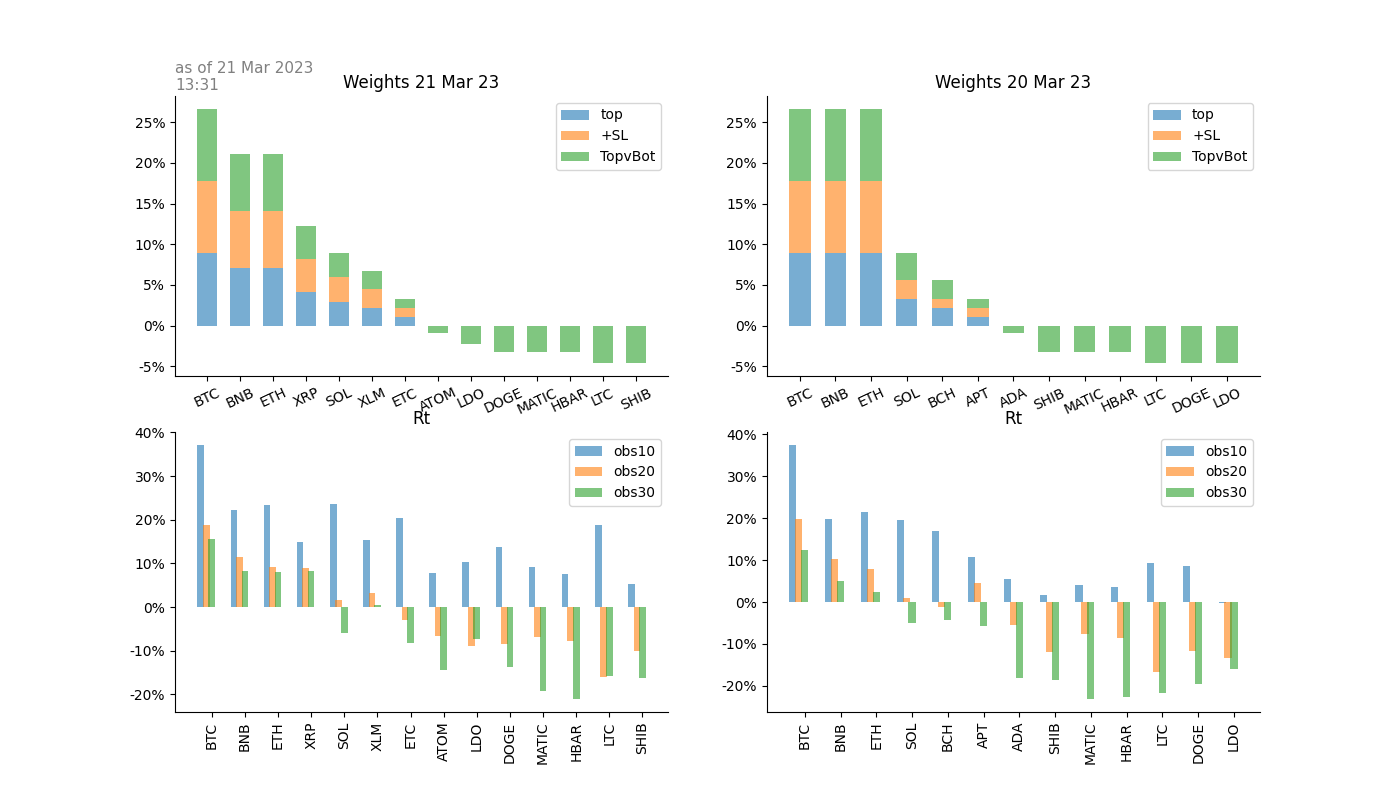 as of 21 Mar 2023
13:31
Weights 21 Mar 23
25%
20%
15%
10%
5%
0%
-5%
top
+SL
TopvBot
BTC BNB ETH XRP SOL XLM ETC ATOM LDO DOGE MATIC HBAR LTC SHIB
Weights 20 Mar 23
25%
20%
15%
10%
5%
0%
-5%
top
+SL
TopvBot
BTC BNB ETH SOL BCH APT ADA SHIB MATIC HBAR LTC DOGE LDO
Rt
40%
30%
20%
10%
0%
-10%
-20%
obs10
obs20
obs30
BTC BNB ETH XRP SOL XLM ETC ATOM LDO DOGE MATIC HBAR LTC SHIB
Rt
40%
30%
20%
10%
0%
-10%
-20%
obs10
obs20
obs30
BTC BNB ETH SOL BCH APT ADA SHIB MATIC HBAR LTC DOGE LDO